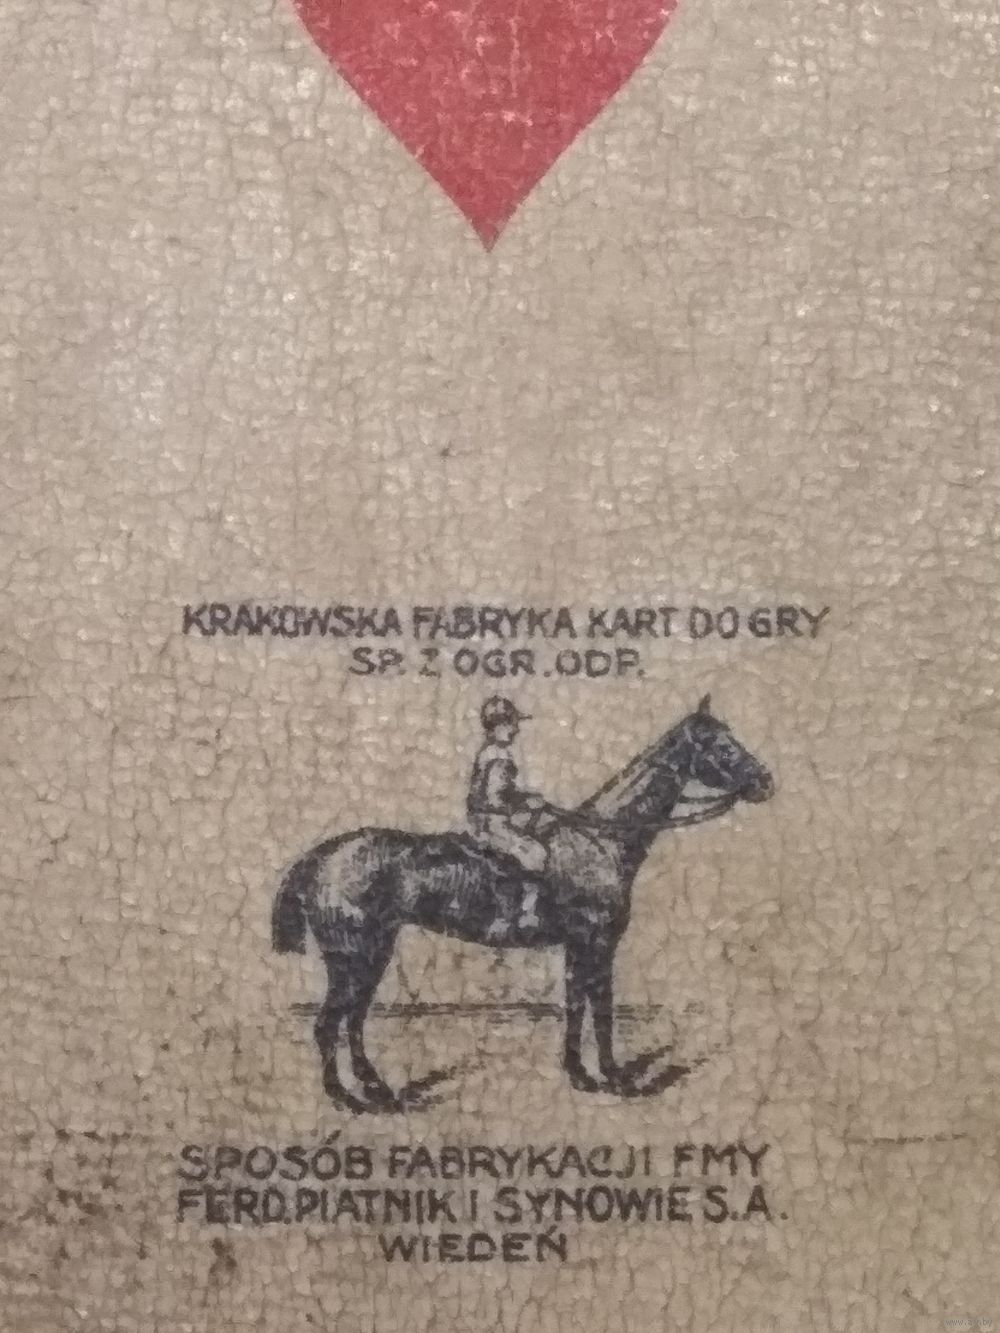 KRAKOWSKA FABRYKA KART DO GRY
SP. Z OGR. ODP.
SPOSÓB FABRYKACJI FMY
FERD. PIATNIK I SYNOWIE S.A.
WIEDEŃ